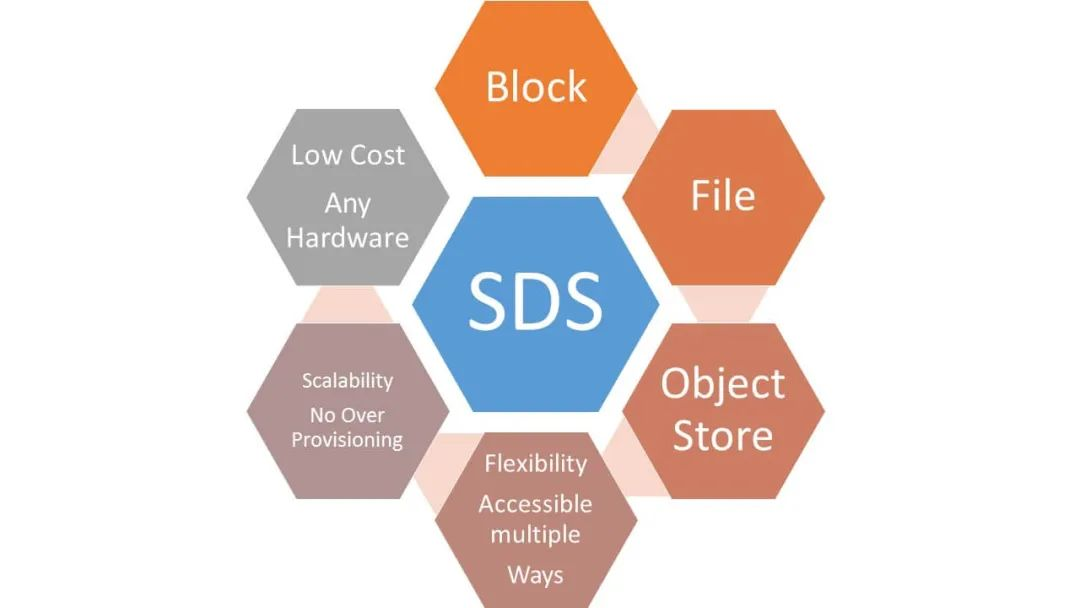 Block
File
Object
Store
Flexibility
Accessible
multiple
Ways
Scalability
No Over
Provisioning
Low Cost
Any
Hardware
SDS